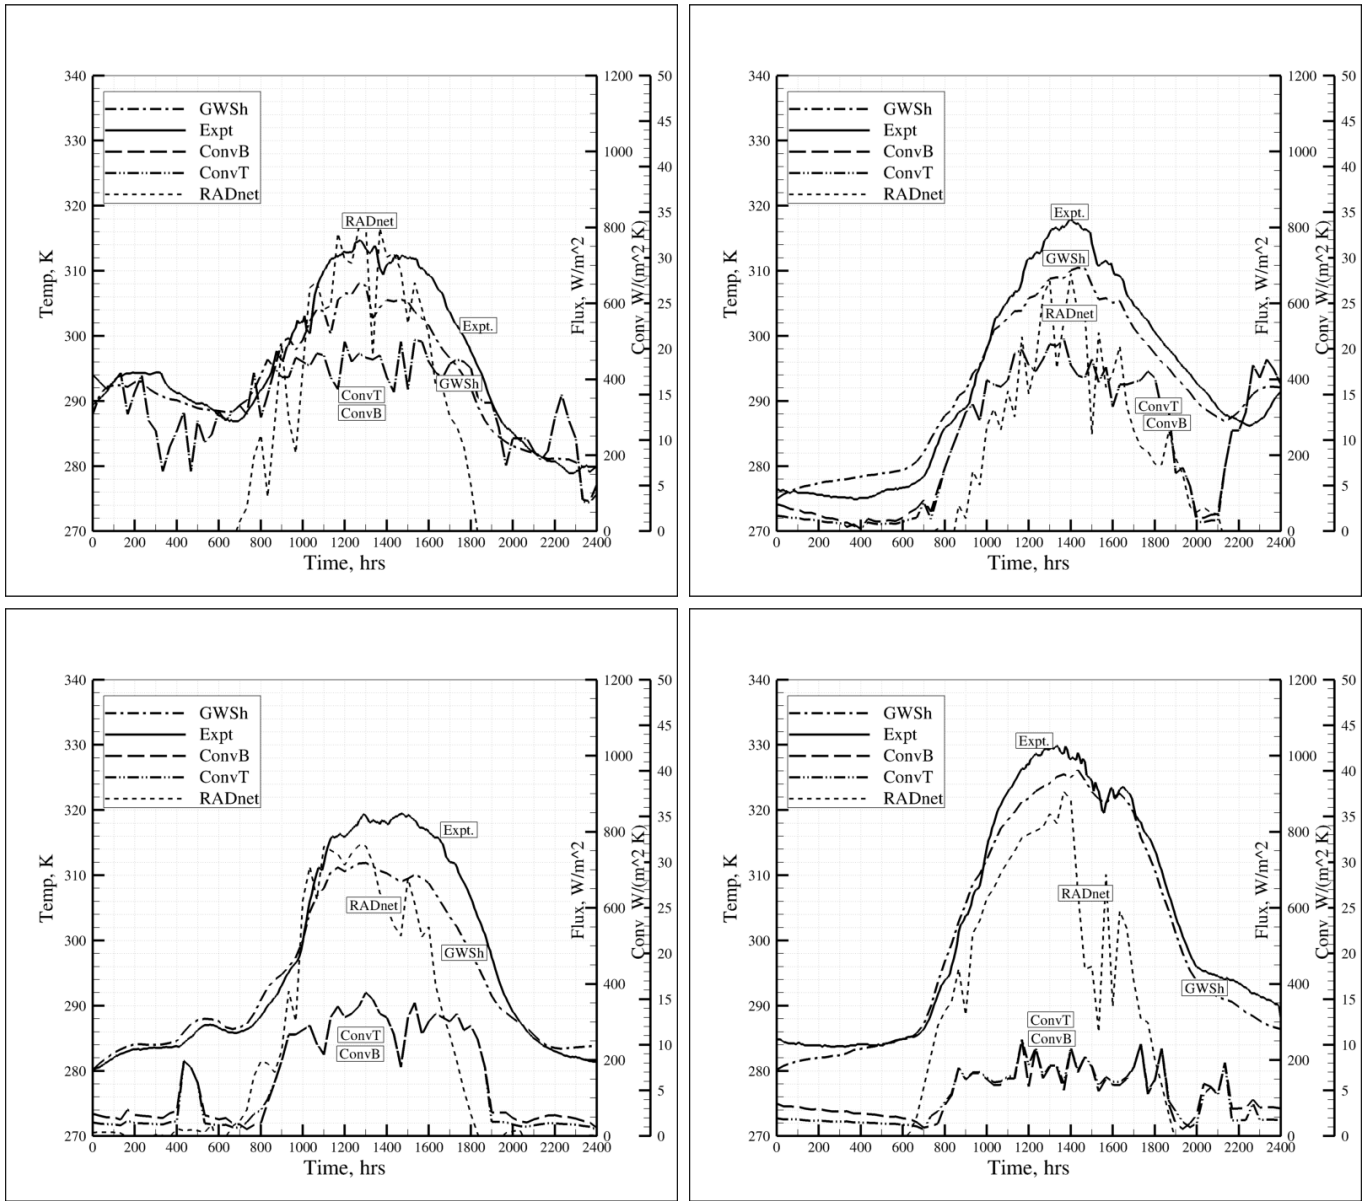 340
330
320
310
300
290
280
270
Temp, K
GWSh
Expt
ConvB
ConvT
RADnet
RADnet
Expt.
GWSh
ConvT
ConvB
0 200 400 600 800 1000 1200 1400 1600 1800 2000 2200 2400
Time, hrs
1200
1000
800
600
400
200
0
Flux, W/m^2
50
45
40
35
30
25
20
15
10
5
0
Conv W/(m^2 K)
340
330
320
310
300
290
280
270
Temp, K
GWSh
Expt
ConvB
ConvT
RADnet
Expt.
GWSh
RADnet
ConvT
ConvB
0 200 400 600 800 1000 1200 1400 1600 1800 2000 2200 2400
Time, hrs
1200
1000
800
600
400
200
0
Flux, W/m^2
50
45
40
35
30
25
20
15
10
5
0
Conv W/(m^2 K)
340
330
320
310
300
290
280
270
Temp, K
GWSh
Expt
ConvB
ConvT
RADnet
Expt.
RADnet
GWSh
ConvT
ConvB
0 200 400 600 800 1000 1200 1400 1600 1800 2000 2200 2400
Time, hrs
1200
1000
800
600
400
200
0
Flux, W/m^2
50
45
40
35
30
25
20
15
10
5
0
Conv W/(m^2 K)
340
330
320
310
300
290
280
270
Temp, K
GWSh
Expt
ConvB
ConvT
RADnet
Expt.
RADnet
GWSh
ConvT
ConvB
0 200 400 600 800 1000 1200 1400 1600 1800 2000 2200 2400
Time, hrs
1200
1000
800
600
400
200
0
Flux, W/m^2
50
45
40
35
30
25
20
15
10
5
0
Conv W/(m^2 K)